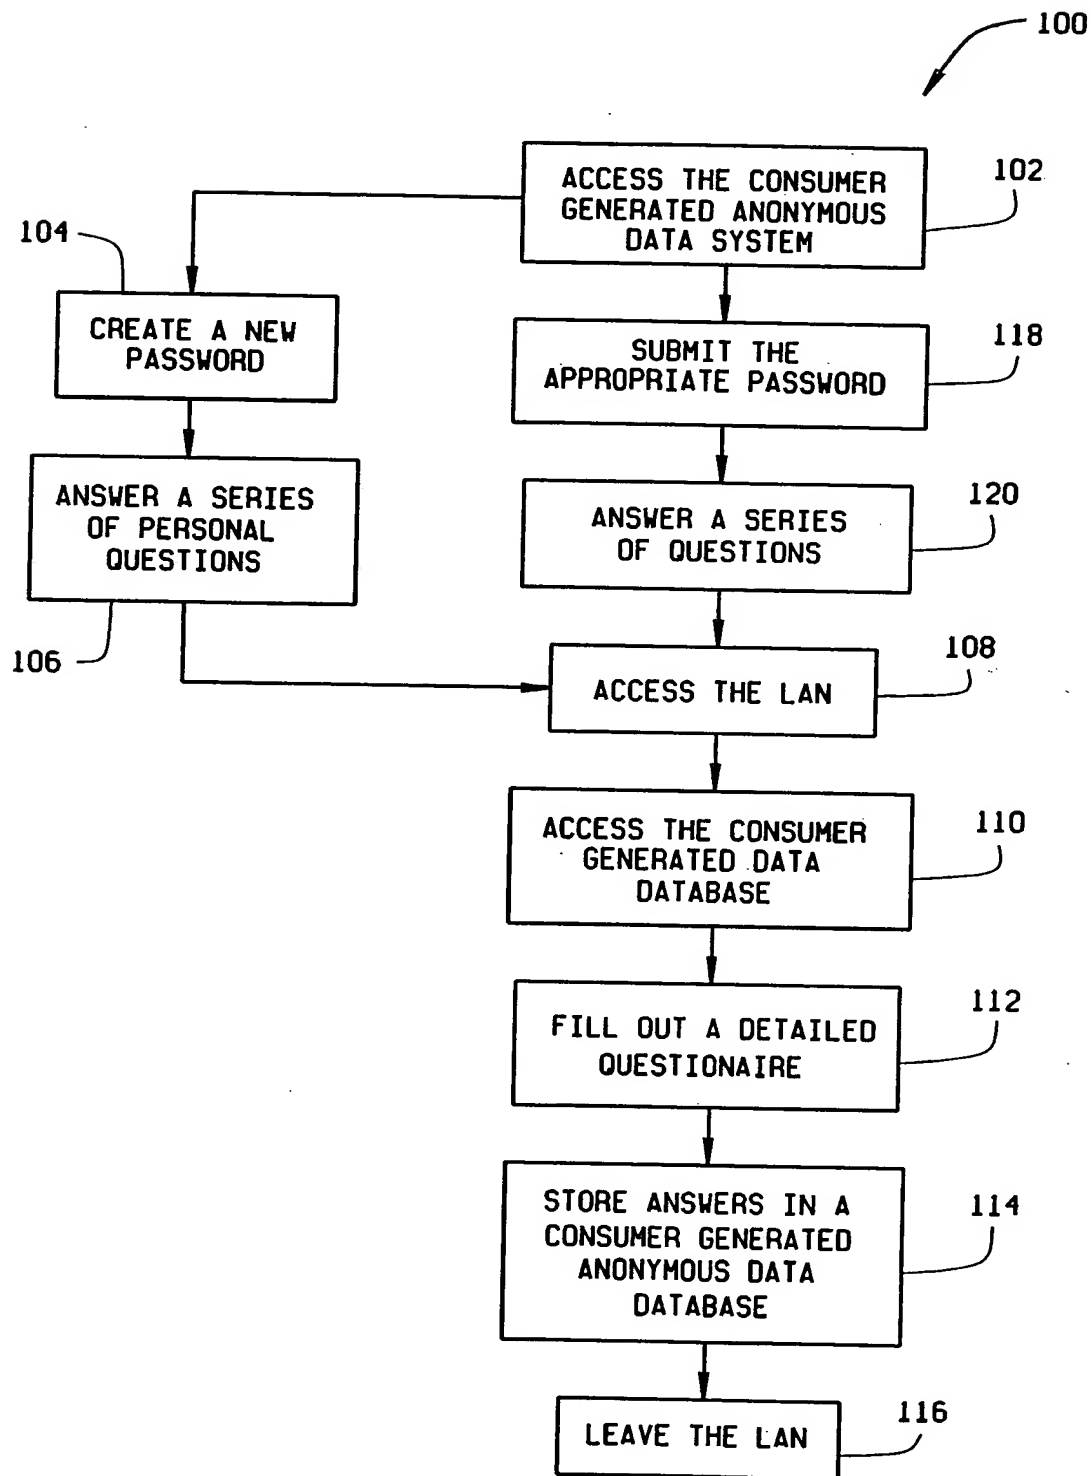 100
ACCESS THE CONSUMER
GENERATED ANONYMOUS
DATA SYSTEM
102
104
CREATE A NEW
PASSWORD
SUBMIT THE
APPROPRIATE PASSWORD
118
ANSWER A SERIES
OF PERSONAL
QUESTIONS
106
ANSWER A SERIES
OF QUESTIONS
120
ACCESS THE LAN
108
ACCESS THE CONSUMER
GENERATED DATA
DATABASE
110
FILL OUT A DETAILED
QUESTIONAIRE
112
STORE ANSWERS IN A
CONSUMER GENERATED
ANONYMOUS DATA
DATABASE
114
LEAVE THE LAN
116